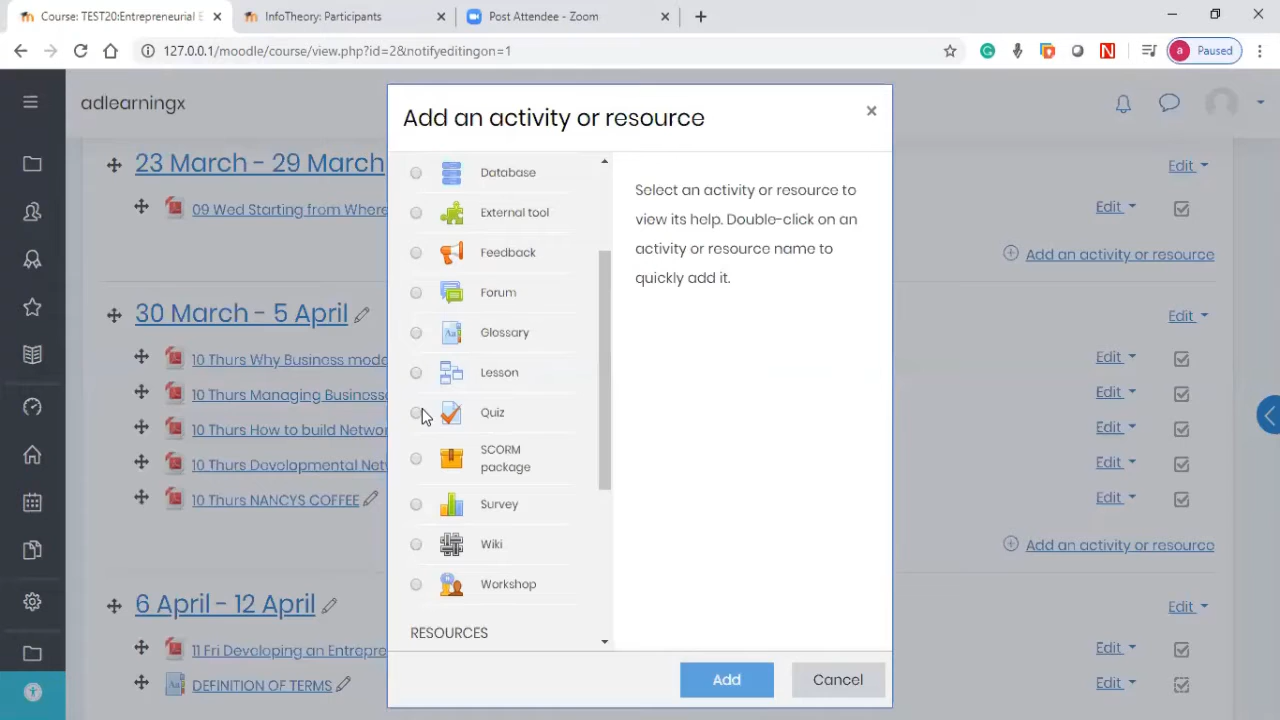 Course: TEST20:Entrepreneurial E
InfoTheory: Participants
Post Attendee - Zoom
127.0.0.1/moodle/course/view.php?id=2&notifyeditingon=1
a Paused
adlearningx
Add an activity or resource
23 March - 29 March
Edit
09 Wed Starting from Where
Edit
Add an activity or resource
30 March - 5 April
Edit
10 Thurs Why Business mode
Edit
10 Thurs Managing Business
Edit
10 Thurs How to build Networ
Edit
10 Thurs Davolopmental Net
Edit
10 Thurs NANCYS COFFEE
Edit
Add an activity or resource
6 April - 12 April
Edit
11 Fri Developing an Entrepre
Edit
DEFINITION OF TERMS
Edit
Database
External tool
Feedback
Forum
Glossary
Lesson
Quiz
SCORM
package
Survey
Wiki
Workshop
RESOURCES
Select an activity or resource to
view its help. Double-click on an
activity or resource name to
quickly add it.
Add
Cancel